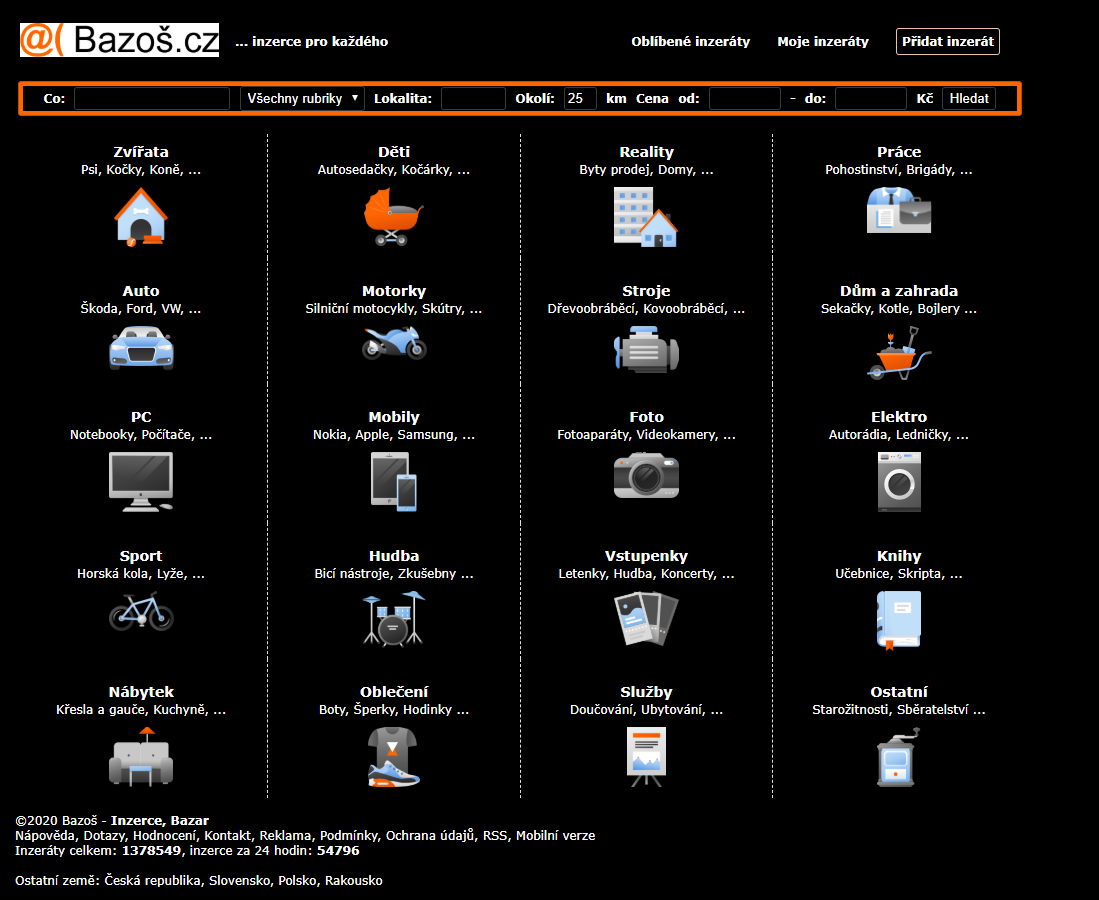 @( Bazoš.cz ... inzerce pro každého Oblíbené inzeráty Moje inzeráty Přidat inzerát
Co: Všechny rubriky Lokalita: Okolí: 25 km Cena od: - do: Kč Hledat
Zvířata Děti Reality Práce
Psi, Kočky, Koně, ... Autosedačky, Kočárky, ... Byty prodej, Domy, ... Pohostinství, Brigády, ...
Auto Motorky Stroje Dům a zahrada
Škoda, Ford, VW, ... Silniční motocykly, Skútry, ... Dřevoobráběcí, Kovoobráběcí, ... Sekačky, Kotle, Bojlery ...
PC Mobily Foto Elektro
Notebooky, Počítače, ... Nokia, Apple, Samsung, ... Fotoaparáty, Videokamery, ... Autorádia, Ledničky, ...
Sport Hudba Vstupenky Knihy
Horská kola, Lyže, ... Bicí nástroje, Zkušebny ... Letenky, Hudba, Koncerty, ... Učebnice, Skripta, ...
Nábytek Oblečení Služby Ostatní
Křesla a gauče, Kuchyně, ... Boty, Šperky, Hodinky ... Doučování, Ubytování, ... Starožitnosti, Sběratelství ...
©2020 Bazoš - Inzerce, Bazar
Nápověda, Dotazy, Hodnocení, Kontakt, Reklama, Podmínky, Ochrana údajů, RSS, Mobilní verze
Inzeráty celkem: 1378549, inzerce za 24 hodin: 54796
Ostatní země: Česká republika, Slovensko, Polsko, Rakousko